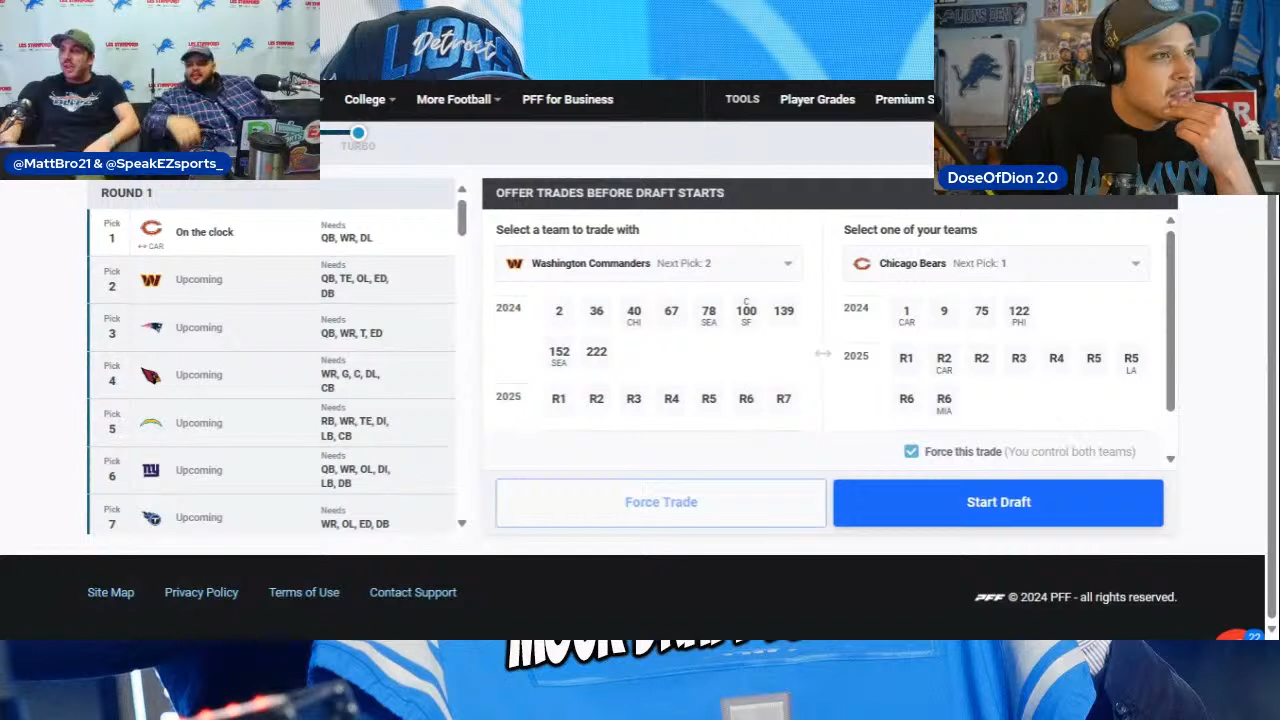 LIONS DEN
LES STANFORD
LIONS
Detroit
College
More Football
PFF for Business
TOOLS
Player Grades
Premium S
TURBO
@MattBro21 & @SpeakEZsports_
DoseOfDion 2.0
ROUND 1
Pick
1
CAR
On the clock
Needs
QB, WR, DL
Pick
2
Upcoming
Needs
QB, TE, OL, ED,
DB
Pick
3
Upcoming
Needs
QB, WR, T, ED
Pick
4
Upcoming
Needs
WR, G, C, DL,
CB
Pick
5
Upcoming
Needs
RB, WR, TE, DI,
LB, CB
Pick
6
Upcoming
Needs
QB, WR, OL, DI,
LB, DB
Pick
7
Upcoming
Needs
WR, OL, ED, DB
OFFER TRADES BEFORE DRAFT STARTS
Select a team to trade with
Washington Commanders Next Pick: 2
2024 2 36 40 CHI 67 78 SEA C 100 SF 139
152 SEA 222
2025 R1 R2 R3 R4 R5 R6 R7
Select one of your teams
Chicago Bears Next Pick: 1
2024 1 CAR 9 75 122 PHI
2025 R1 R2 CAR R2 R3 R4 R5 R5 LA
R6 R6 MIA
Force this trade (You control both teams)
Force Trade
Start Draft
Site Map
Privacy Policy
Terms of Use
Contact Support
PFF © 2024 PFF - all rights reserved.
22